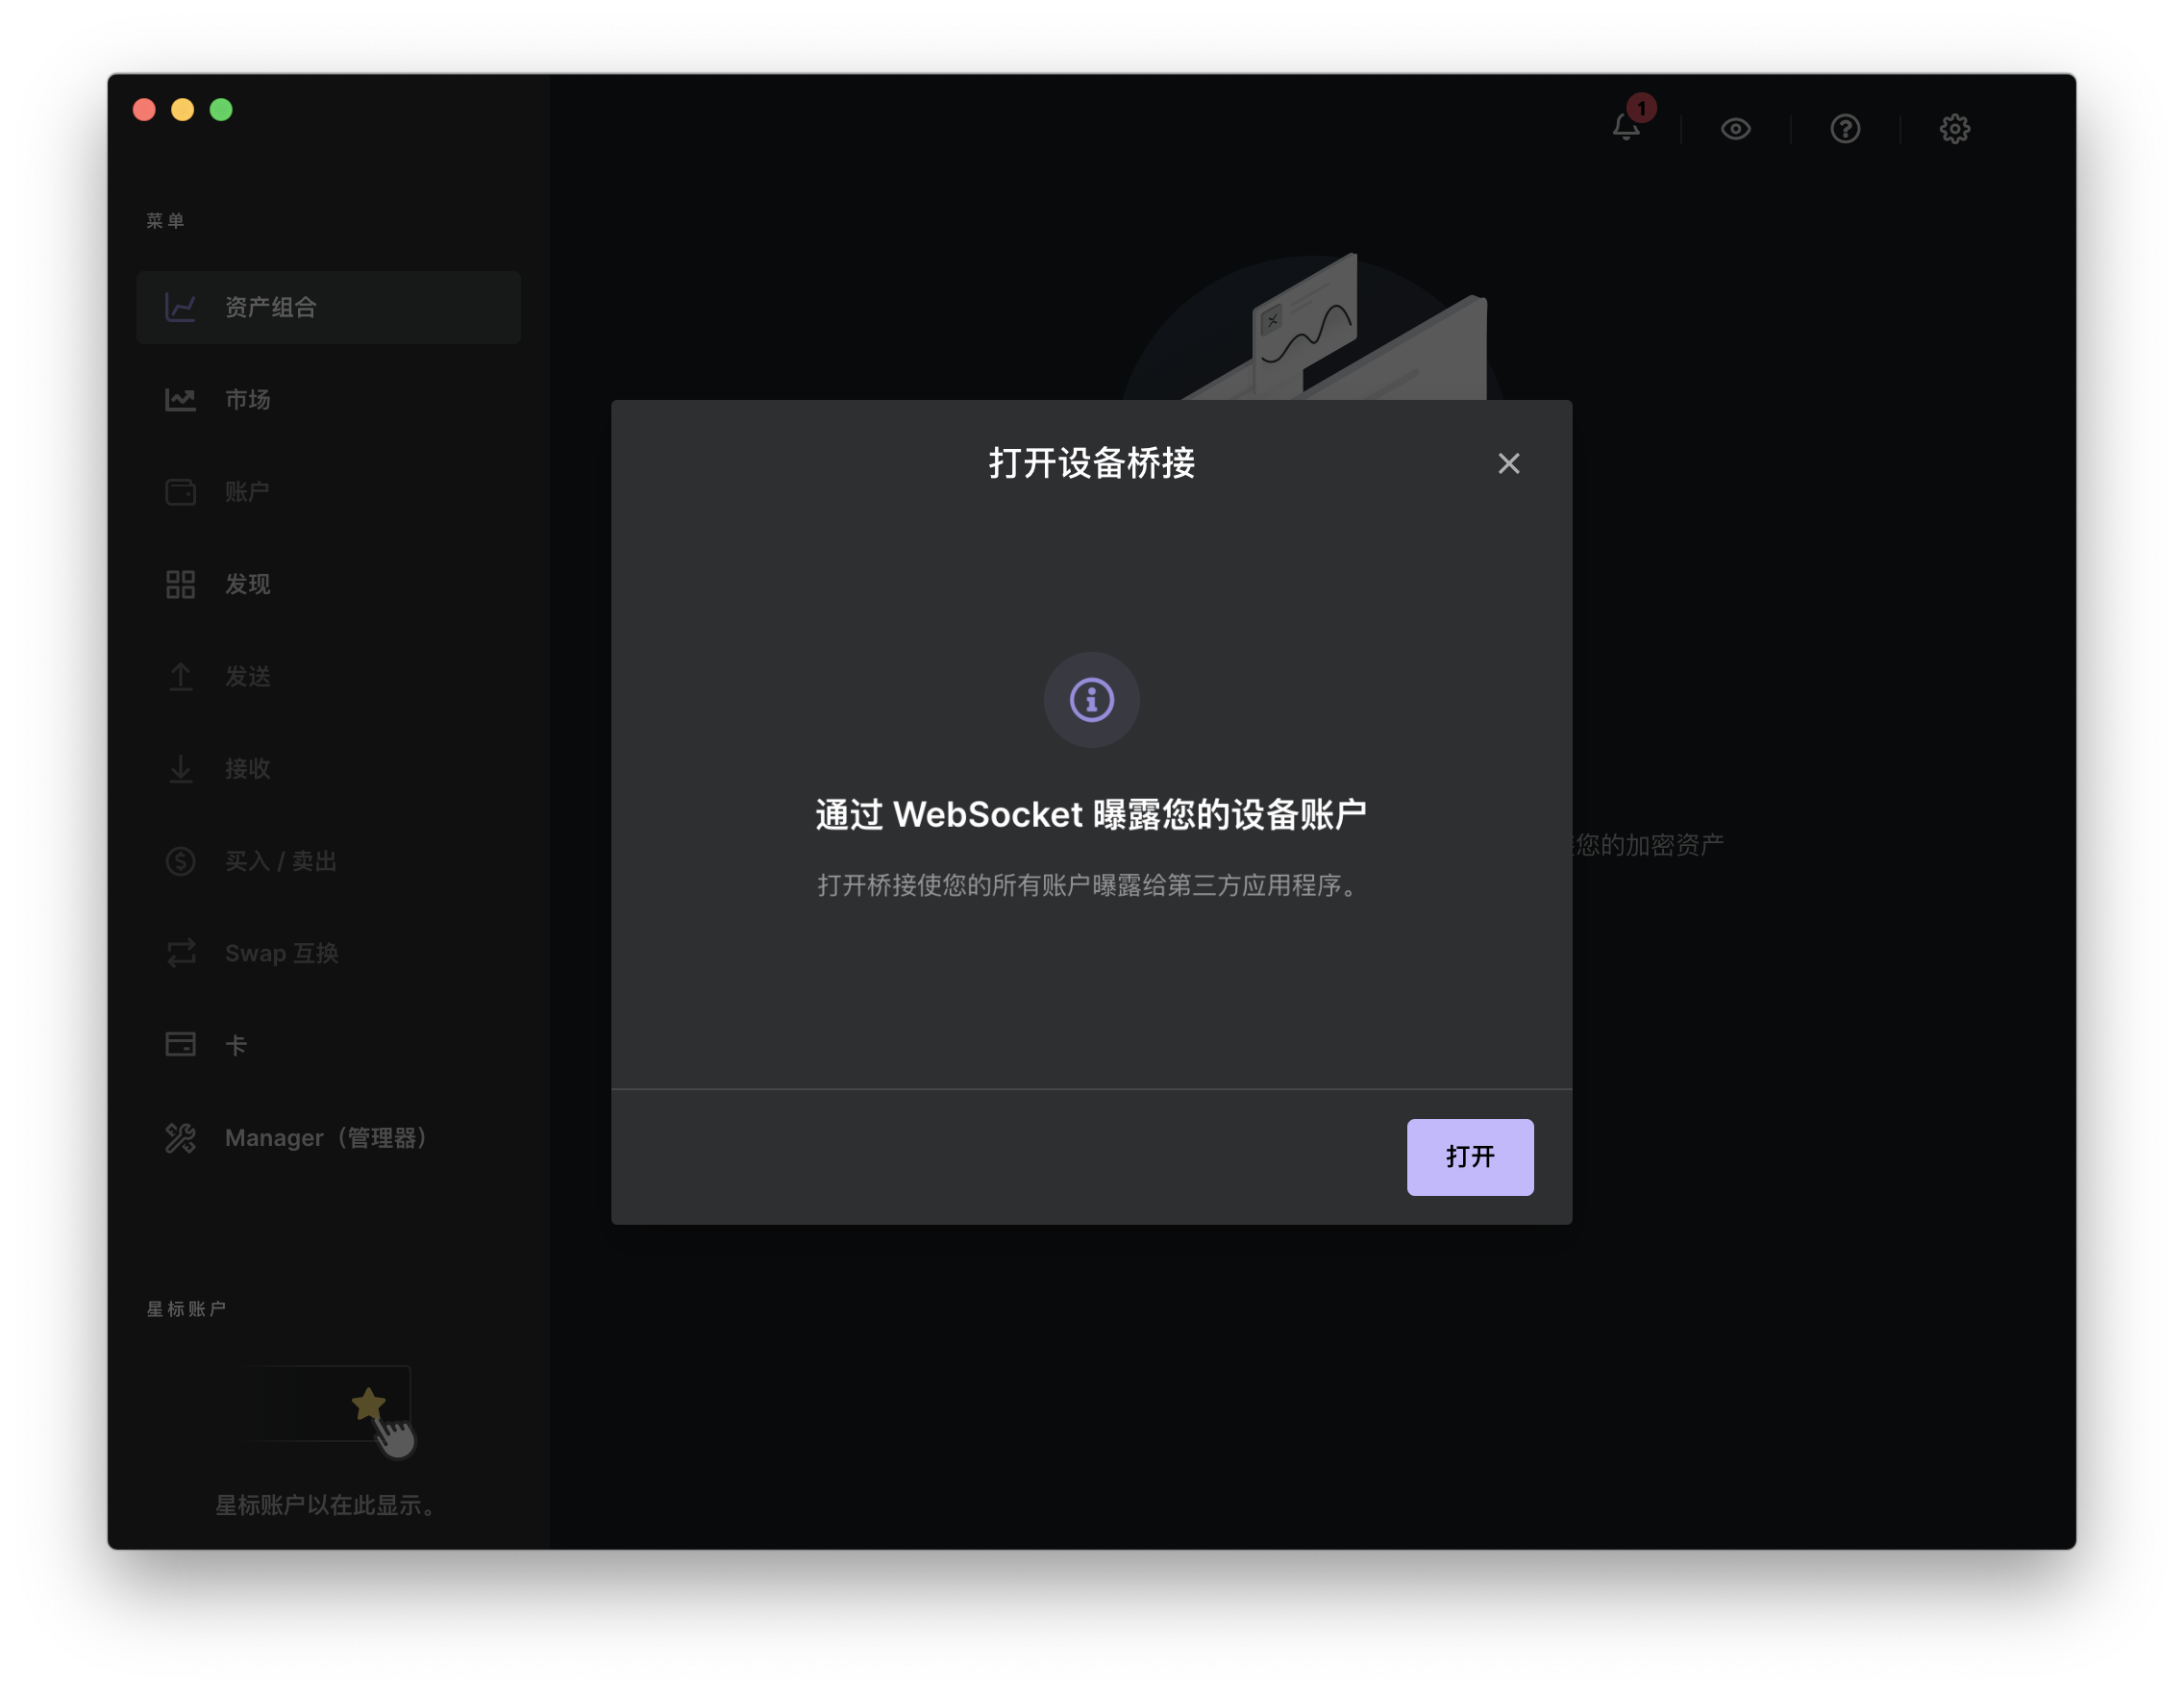 1
菜单
资产组合
市场
账户
发现
发送
接收
买入 / 卖出
Swap 互换
卡
Manager（管理器）
星标账户
星标账户以在此显示。
打开设备桥接
通过 WebSocket 曝露您的设备账户
打开桥接使您的所有账户曝露给第三方应用程序。
您的加密资产
打开